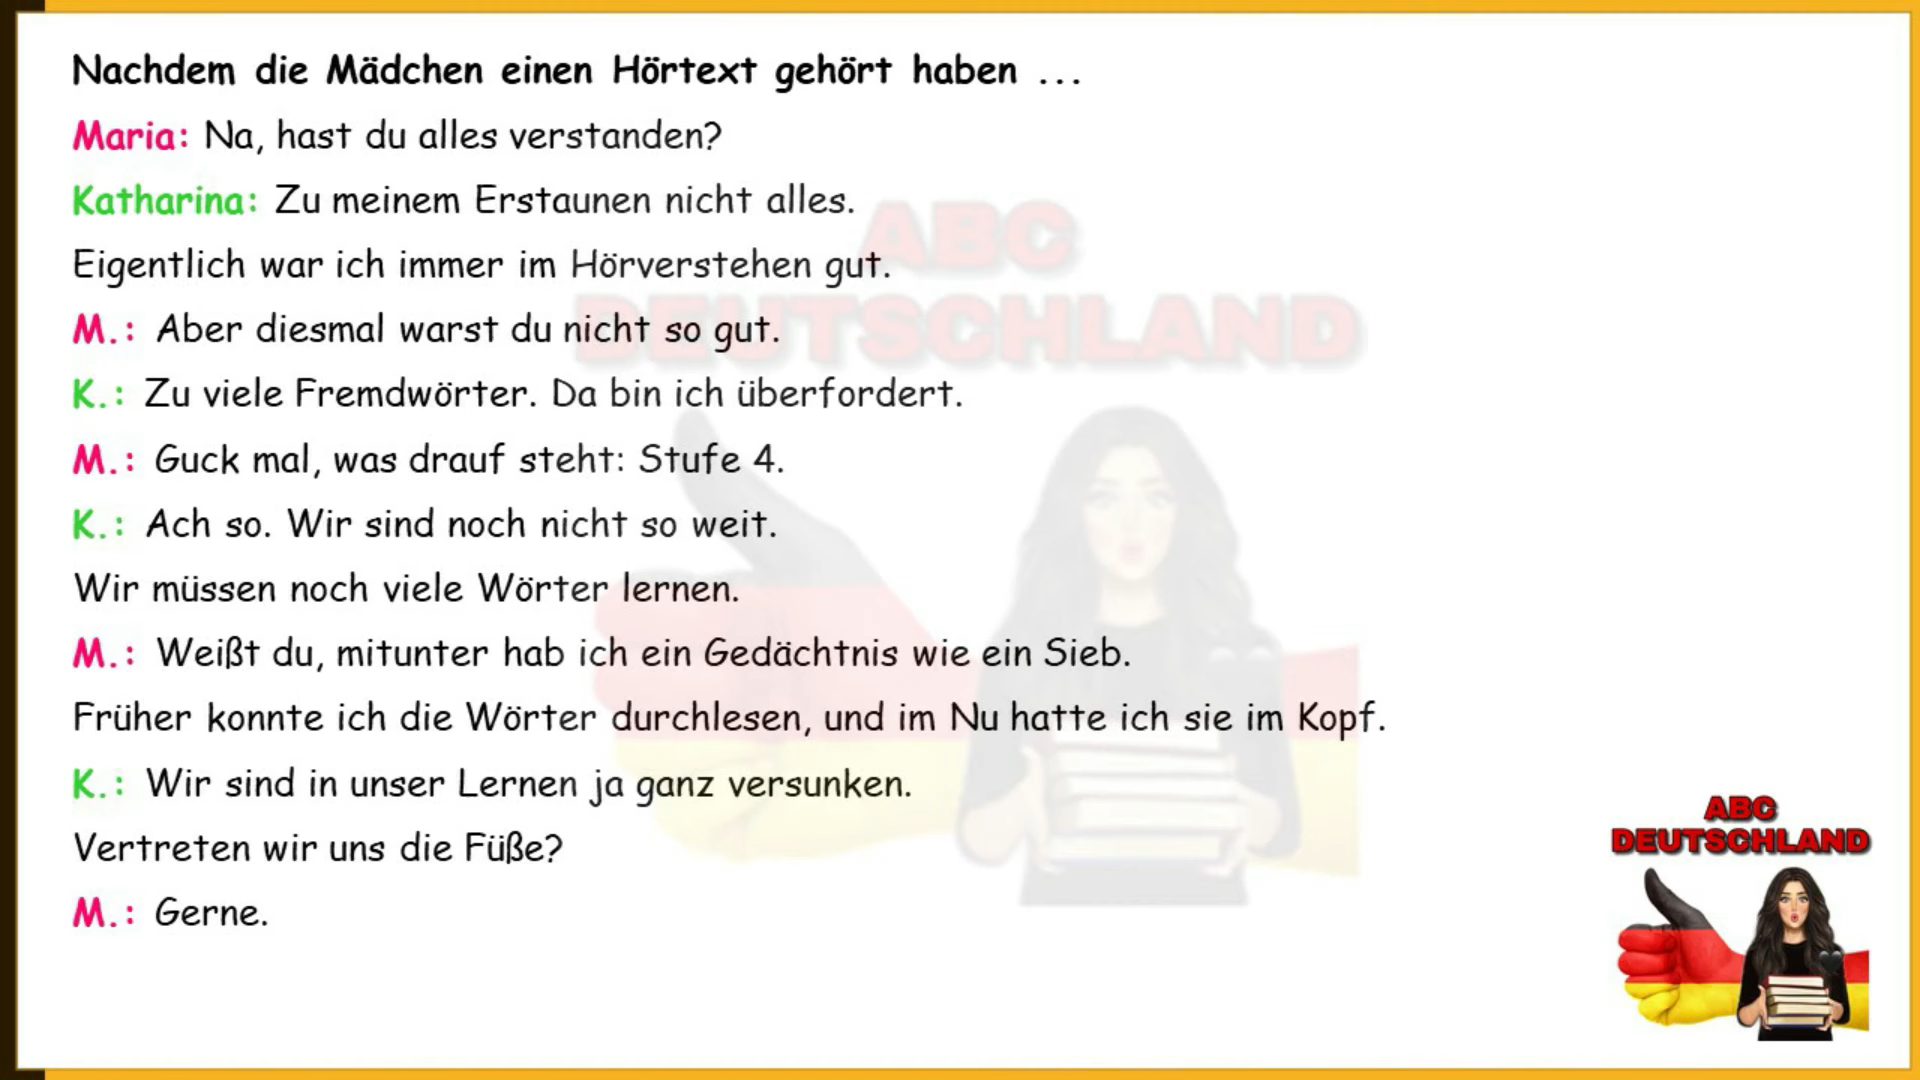 Nachdem die Mädchen einen Hörtext gehört haben ...
Maria: Na, hast du alles verstanden?
Katharina: Zu meinem Erstaunen nicht alles.
Eigentlich war ich immer im Hörverstehen gut.
M.: Aber diesmal warst du nicht so gut.
K.: Zu viele Fremdwörter. Da bin ich überfordert.
M.: Guck mal, was drauf steht: Stufe 4.
K.: Ach so. Wir sind noch nicht so weit.
Wir müssen noch viele Wörter lernen.
M.: Weißt du, mitunter hab ich ein Gedächtnis wie ein Sieb.
Früher konnte ich die Wörter durchlesen, und im Nu hatte ich sie im Kopf.
K.: Wir sind in unser Lernen ja ganz versunken.
Vertreten wir uns die Füße?
M.: Gerne.
ABC
DEUTSCHLAND
ABC
DEUTSCHLAND